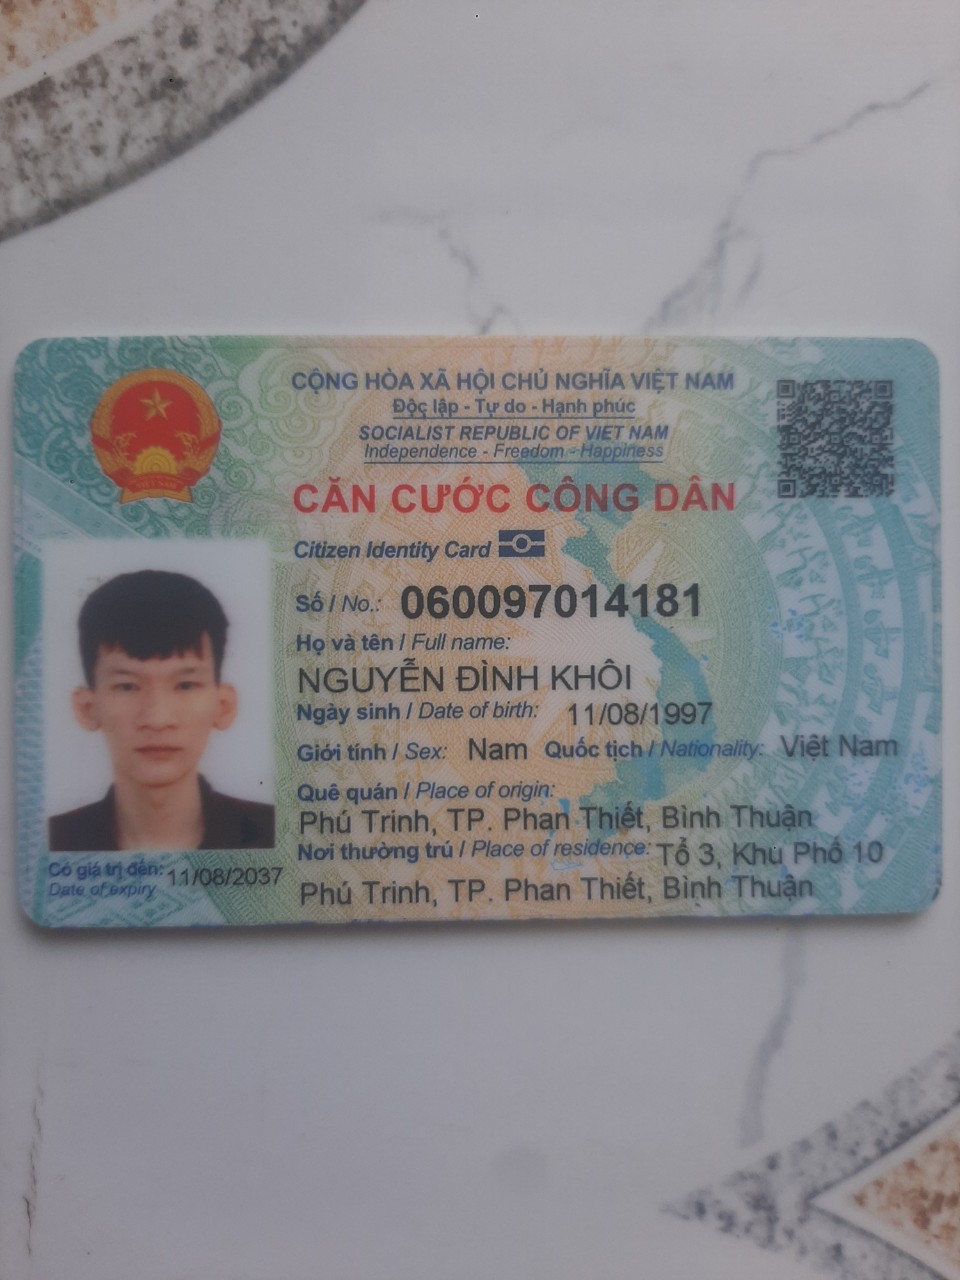 CỘNG HÒA XÃ HỘI CHỦ NGHĨA VIỆT NAM
Độc lập - Tự do - Hạnh phúc
SOCIALIST REPUBLIC OF VIET NAM
Independence - Freedom - Happiness
CĂN CƯỚC CÔNG DÂN
Citizen Identity Card
Số / No.: 060097014181
Họ và tên / Full name:
NGUYỄN ĐÌNH KHÔI
Ngày sinh / Date of birth: 11/08/1997
Giới tính / Sex: Nam Quốc tịch / Nationality: Việt Nam
Quê quán / Place of origin:
Phú Trinh, TP. Phan Thiết, Bình Thuận
Nơi thường trú / Place of residence: Tổ 3, Khu Phố 10
Phú Trinh, TP. Phan Thiết, Bình Thuận
Có giá trị đến: 11/08/2037
Date of expiry
VIỆT NAM